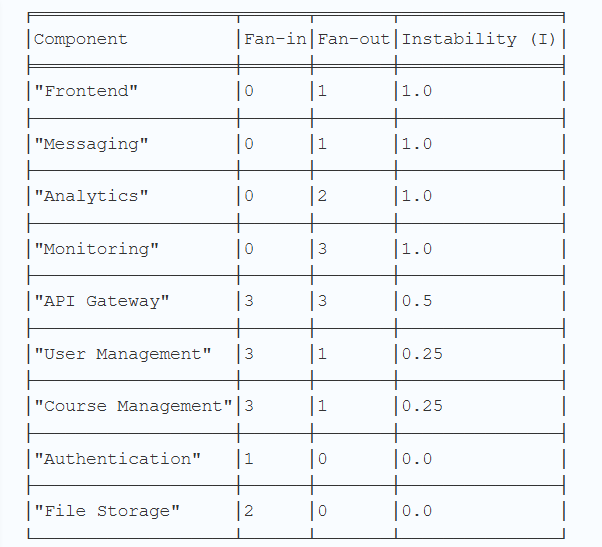 Component Fan-in Fan-out Instability (I)
"Frontend" 0 1 1.0
"Messaging" 0 1 1.0
"Analytics" 0 2 1.0
"Monitoring" 0 3 1.0
"API Gateway" 3 3 0.5
"User Management" 3 1 0.25
"Course Management" 3 1 0.25
"Authentication" 1 0 0.0
"File Storage" 2 0 0.0